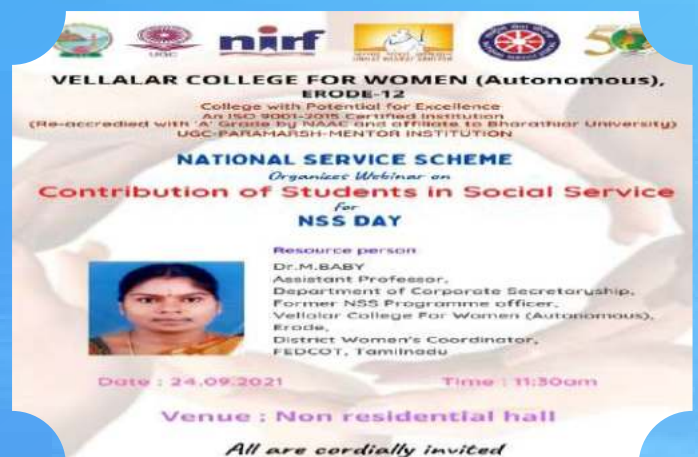 UGC
nirf
VELLALAR COLLEGE FOR WOMEN (Autonomous),
ERODE-12
College with Potential for Excellence
An ISO 9001-2015 Certified Institution
(Re-accredied with 'A' Grade by NAAC and affiliate to Bharathiar University)
UGC-PARAMARSH-MENTOR INSTITUTION
NATIONAL SERVICE SCHEME
Organizes Webinar on
Contribution of Students in Social Service
for
NSS DAY
Resource person
Dr.M.BABY
Assistant Professor,
Department of Corporate Secretaryship,
Former NSS Programme officer,
Vellalar College For Women (Autonomous),
Erode,
District Women's Coordinator,
FEDCOT, Tamilnadu
Date : 24.09.2021 Time : 11:30am
Venue : Non residential hall
All are cordially invited